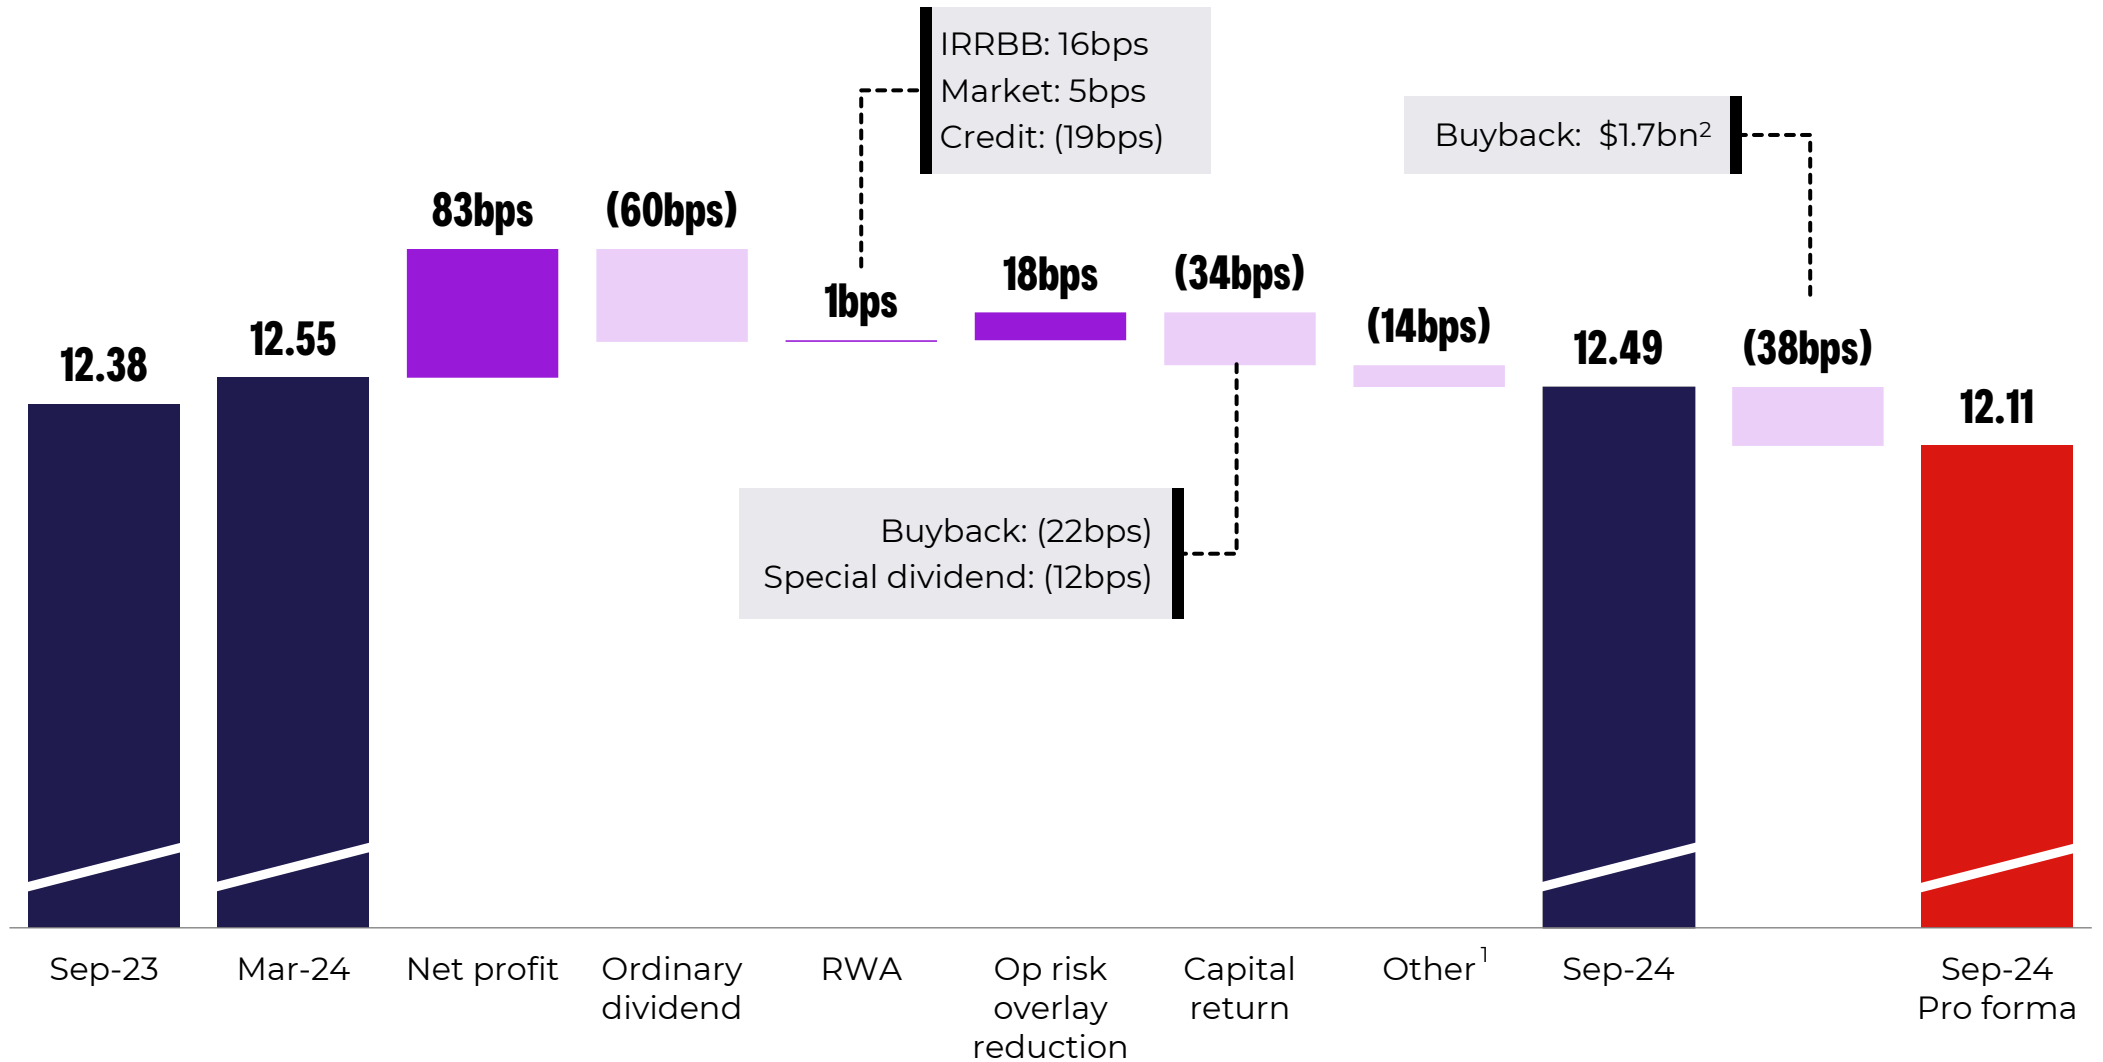 IRRBB: 16bps
Market: 5bps
Credit: (19bps)
Buyback:  $1.7bn²
83bps
(60bps)
1bps
18bps
(34bps)
(14bps)
12.38
12.55
12.49
(38bps)
12.11
Buyback: (22bps)
Special dividend: (12bps)
Sep-23
Mar-24
Net profit
Ordinary
dividend
RWA
Op risk
overlay
reduction
Capital
return
Other¹
Sep-24
Sep-24
Pro forma